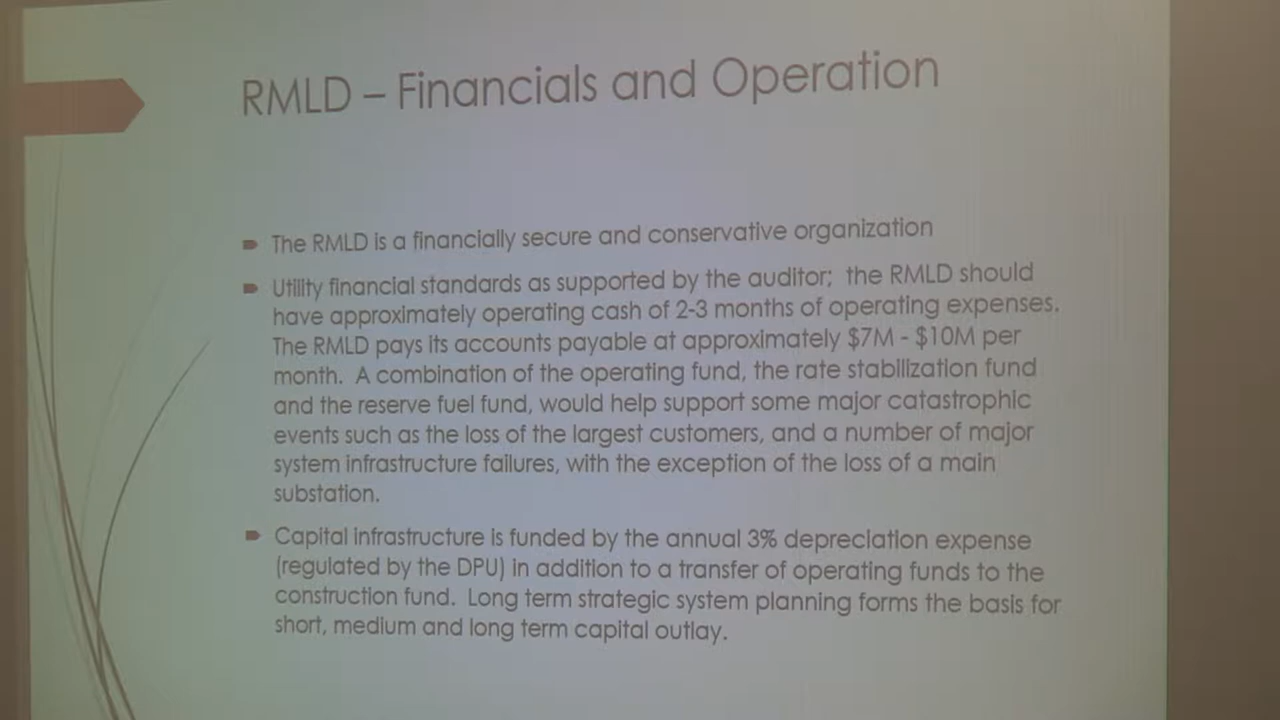 RMLD – Financials and Operation
The RMLD is a financially secure and conservative organization
Utility financial standards as supported by the auditor; the RMLD should
have approximately operating cash of 2-3 months of operating expenses.
The RMLD pays its accounts payable at approximately $7M - $10M per
month. A combination of the operating fund, the rate stabilization fund
and the reserve fuel fund, would help support some major catastrophic
events such as the loss of the largest customers, and a number of major
system infrastructure failures, with the exception of the loss of a main
substation.
Capital infrastructure is funded by the annual 3% depreciation expense
(regulated by the DPU) in addition to a transfer of operating funds to the
construction fund. Long term strategic system planning forms the basis for
short, medium and long term capital outlay.